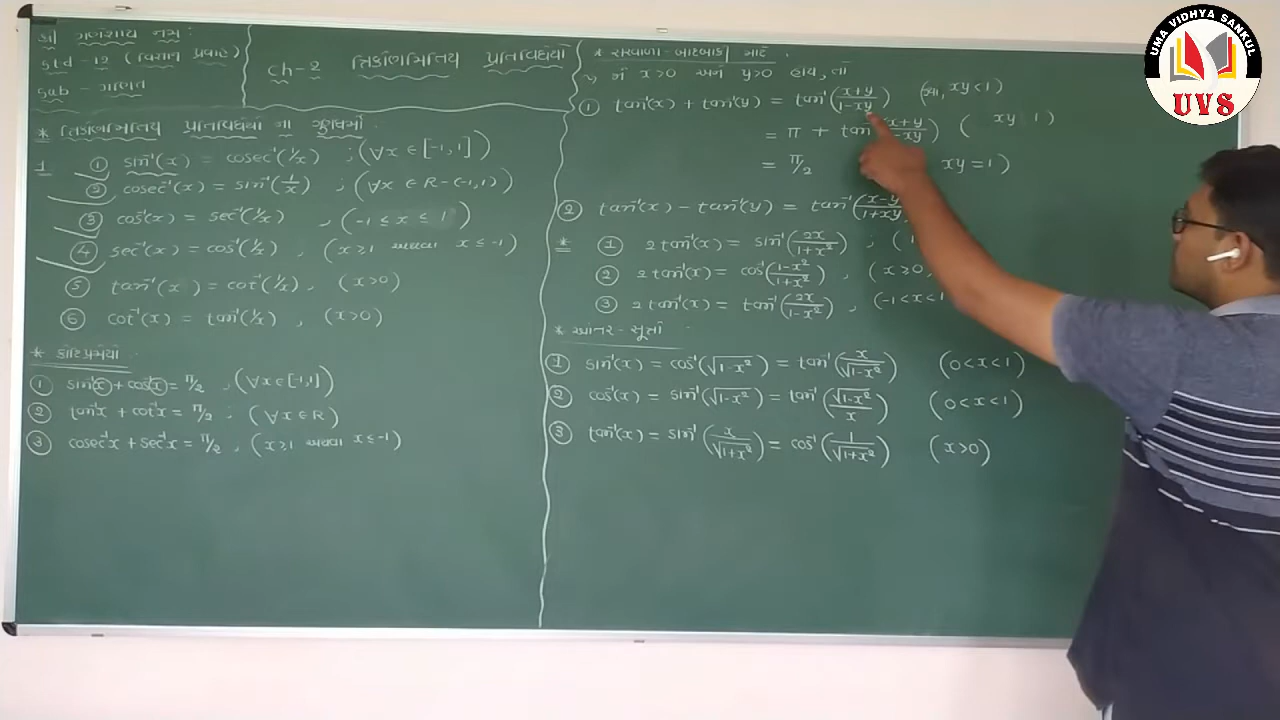 શ્રી ગણેશાય નમઃ
Std - 12 (વિજ્ઞાન પ્રવાહ)
Sub - ગણિત
ch-2 ત્રિકોણમિતીય પ્રતિવિધેયો
* ત્રિકોણમિતીય પ્રતિવિધેયો ના ગુણધર્મો
1 ① sin⁻¹(x) = cosec⁻¹(1/x) ; (∀x ∈ [-1,1]
② cosec⁻¹(x) = sin⁻¹(1/x) ; (∀x ∈ R-(-1,1))
③ cos⁻¹(x) = sec⁻¹(1/x) , (-1 ≤ x ≤ 1)
④ sec⁻¹(x) = cos⁻¹(1/x) , (x ≥ 1 અથવા x ≤ -1)
⑤ tan⁻¹(x) = cot⁻¹(1/x) , (x>0)
⑥ cot⁻¹(x) = tan⁻¹(1/x) , (x>0)
* કોટિપ્રમેયો
① sin⁻¹(x) + cos⁻¹(x) = π/2 , (∀x∈[-1,1])
② tan⁻¹x + cot⁻¹x = π/2 ; (∀x∈R)
③ cosec⁻¹x + sec⁻¹x = π/2 , (x≥1 અથવા x≤-1)
* સરવાળા - બાદબાકી માટે .
x>0 અને y>0 હોય, તો
① tan⁻¹(x) + tan⁻¹(y) = tan⁻¹(x+y/1-xy) xy<1)
= π + tan (x+y/-xy) ( xy 1)
= π/2 xy=1)
② tan⁻¹(x) - tan⁻¹(y) = tan⁻¹(x-y/1+xy)
* ① 2tan⁻¹(x) = sin⁻¹(2x/1+x²) ; (
② 2tan⁻¹(x) = cos⁻¹(1-x²/1+x²) , (x≥0,
③ 2tan⁻¹(x) = tan⁻¹(2x/1-x²) , (-1<x<1
* આંતર - સૂત્રો
① sin⁻¹(x) = cos⁻¹(√1-x²) = tan⁻¹(x/√1-x²) (0<x<1)
② cos⁻¹(x) = sin⁻¹(√1-x²) = tan⁻¹(√1-x²/x) (0<x<1)
③ tan⁻¹(x) = sin⁻¹(x/√1+x²) = cos⁻¹(1/√1+x²) (x>0)
UMA VIDHYA SANKUL
UVS